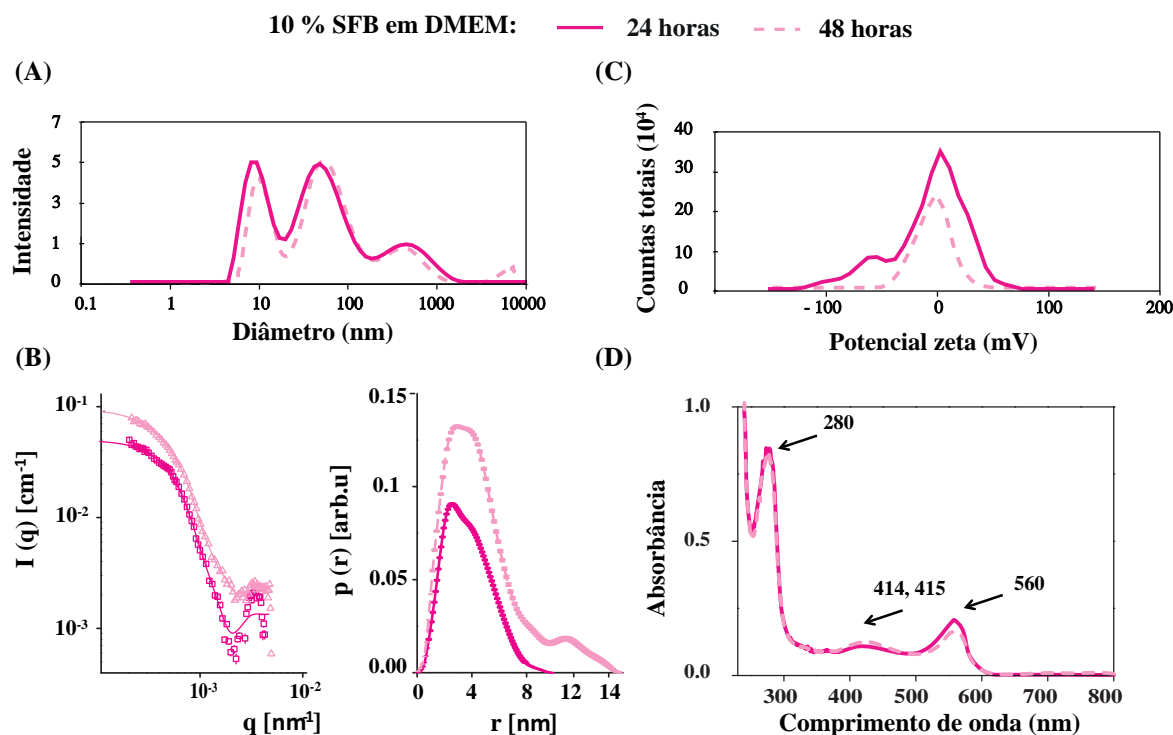 10 % SFB em DMEM: 24 horas 48 horas
(A)
7
5
3
1
0
Intensidade
0.1 1 10 100 1000 10000
Diâmetro (nm)
(C)
40
30
20
10
0
Countas totais (10⁴)
-100 0 100 200
Potencial zeta (mV)
(B)
10⁻¹
10⁻²
10⁻³
I (q) [cm⁻¹]
10⁻³ 10⁻²
q [nm⁻¹]
0.15
0.10
0.05
0.00
p (r) [arb.u]
0 4 8 12 14
r [nm]
(D)
1.0
0.5
0.0
Absorbância
280
414, 415
560
300 400 500 600 700 800
Comprimento de onda (nm)